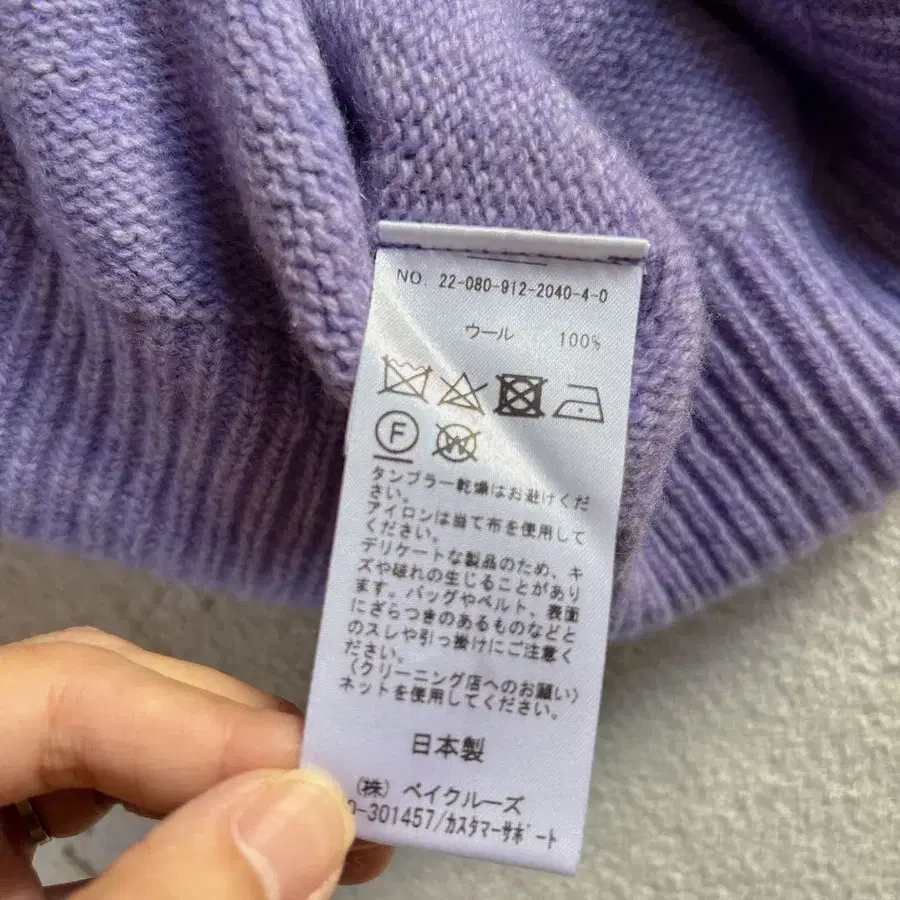 NO. 22-080-912-2040-4-0
ウール 100%
F W
タンブラー乾燥はお避けくだ
さい。
アイロンは当て布を使用して
ください。
デリケートな製品のため、キ
ズや破れの生じることがあり
ます。バッグやベルト、表面
にざらつきのあるものなどと
のスレや引っ掛けにご注意く
ださい。
〈クリーニング店へのお願い〉
ネットを使用してください。
日本製
(株) ベイクルーズ
0-301457/カスタマーサポート